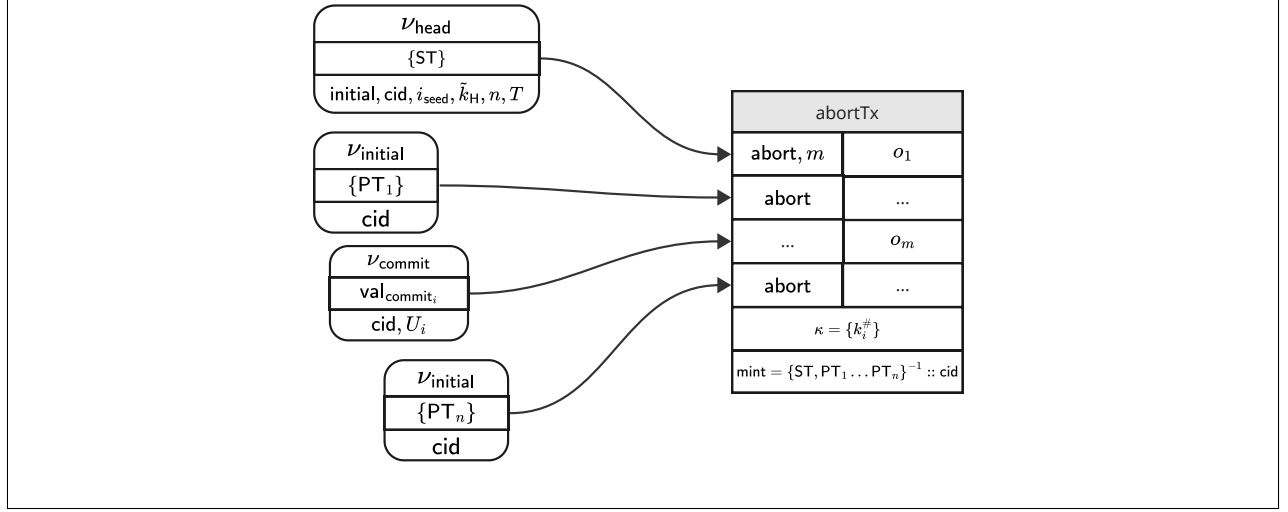 ν_head
{ST}
initial, cid, i_seed, k̃_H, n, T
ν_initial
{PT_1}
cid
ν_commit
val_commit_i
cid, U_i
ν_initial
{PT_n}
cid
abortTx
abort, m o_1
abort ...
... o_m
abort ...
κ = {k_i^#}
mint = {ST, PT_1 … PT_n}^−1 :: cid